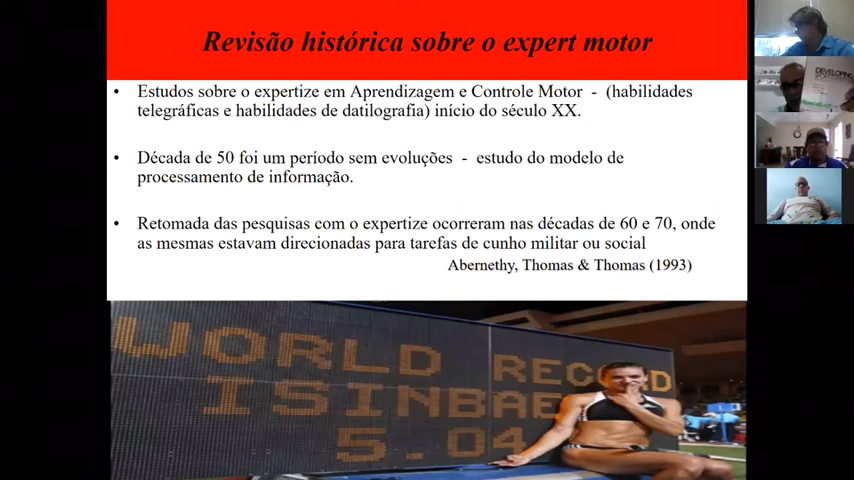 Revisão histórica sobre o expert motor
• Estudos sobre o expertize em Aprendizagem e Controle Motor - (habilidades
telegráficas e habilidades de datilografia) início do século XX.
• Década de 50 foi um período sem evoluções - estudo do modelo de
processamento de informação.
• Retomada das pesquisas com o expertize ocorreram nas décadas de 60 e 70, onde
as mesmas estavam direcionadas para tarefas de cunho militar ou social
Abernethy, Thomas & Thomas (1993)
WORLD RECORD
ISINBAE
5.04
DEVELOPING